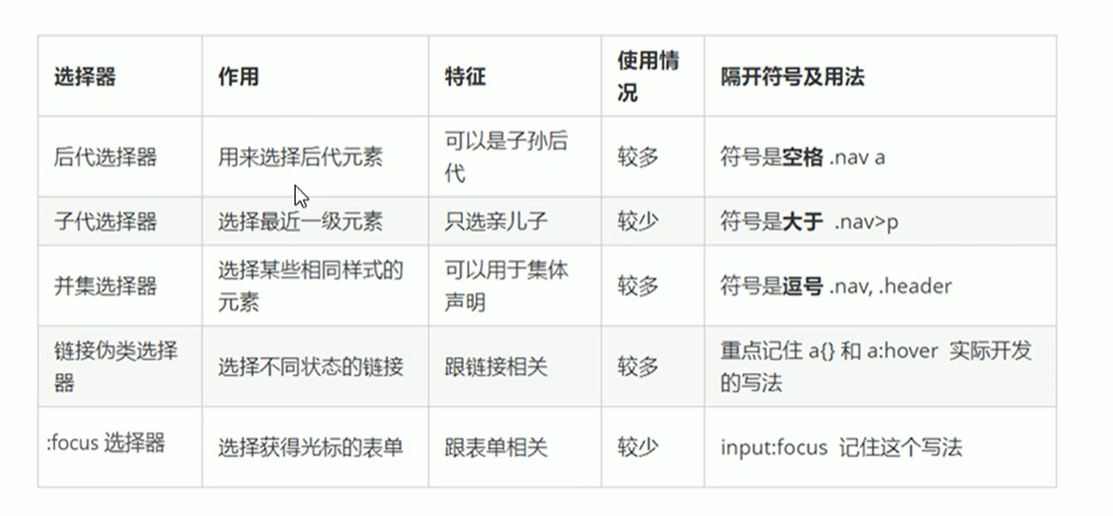 选择器 作用 特征 使用情况 隔开符号及用法
后代选择器 用来选择后代元素 可以是子孙后代 较多 符号是空格 .nav a
子代选择器 选择最近一级元素 只选亲儿子 较少 符号是大于 .nav>p
并集选择器 选择某些相同样式的元素 可以用于集体声明 较多 符号是逗号 .nav, .header
链接伪类选择器 选择不同状态的链接 跟链接相关 较多 重点记住 a{} 和 a:hover 实际开发的写法
:focus 选择器 选择获得光标的表单 跟表单相关 较少 input:focus 记住这个写法